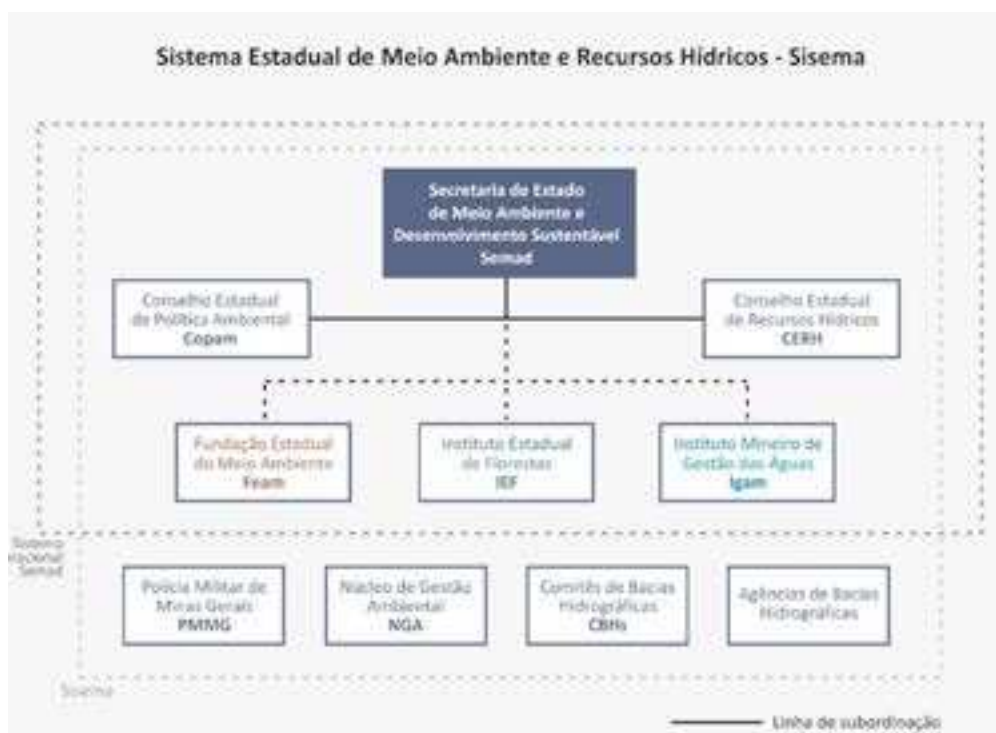 Sistema Estadual de Meio Ambiente e Recursos Hídricos - Sisema
Secretaria de Estado
de Meio Ambiente e
Desenvolvimento Sustentável
Semad
Conselho Estadual
de Política Ambiental
Copam
Conselho Estadual
de Recursos Hídricos
CERH
Fundação Estadual
do Meio Ambiente
Feam
Instituto Estadual
de Florestas
IEF
Instituto Mineiro de
Gestão das Águas
Igam
Sistema
Semad
Polícia Militar de
Minas Gerais
PMMG
Núcleo de Gestão
Ambiental
NGA
Comitês de Bacias
Hidrográficas
CBHs
Agências de Bacias
Hidrográficas
Sisema
Linha de subordinação